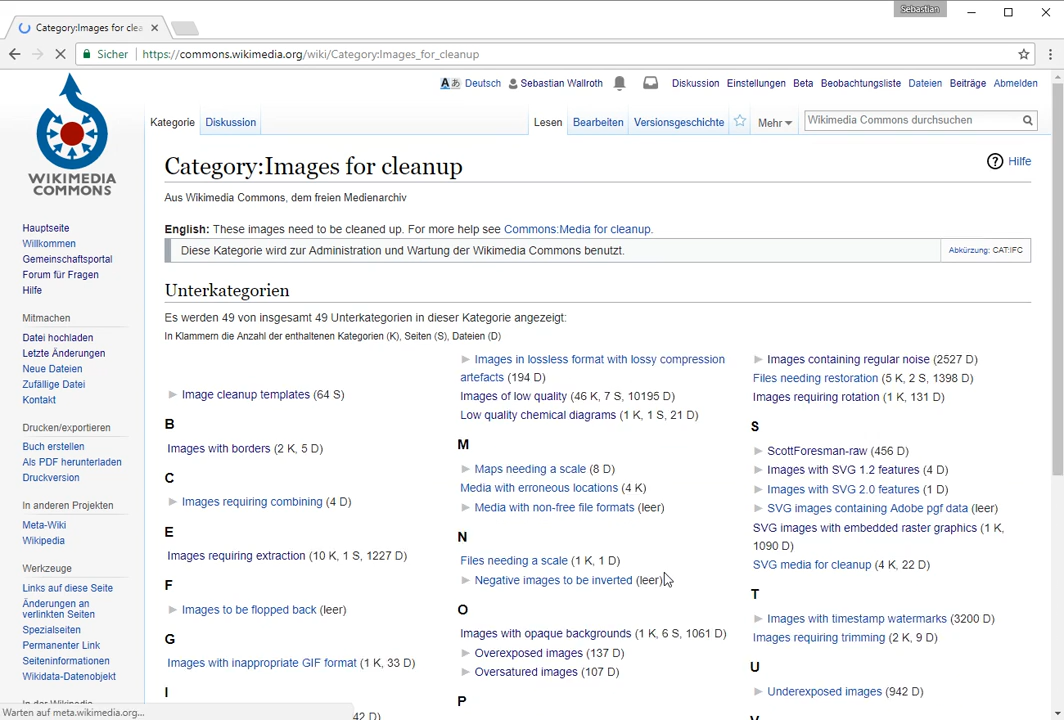 Sebastian
Category:Images for clea
Sicher
https://commons.wikimedia.org/wiki/Category:Images_for_cleanup
Deutsch Sebastian Wallroth Diskussion Einstellungen Beta Beobachtungsliste Dateien Beiträge Abmelden
Kategorie Diskussion Lesen Bearbeiten Versionsgeschichte Mehr Wikimedia Commons durchsuchen
WIKIMEDIA
COMMONS
Hauptseite
Willkommen
Gemeinschaftsportal
Forum für Fragen
Hilfe
Mitmachen
Datei hochladen
Letzte Änderungen
Neue Dateien
Zufällige Datei
Kontakt
Drucken/exportieren
Buch erstellen
Als PDF herunterladen
Druckversion
In anderen Projekten
Meta-Wiki
Wikipedia
Werkzeuge
Links auf diese Seite
Änderungen an
verlinkten Seiten
Spezialseiten
Permanenter Link
Seiteninformationen
Wikidata-Datenobjekt
In der Wikipedia
Warten auf meta.wikimedia.org...
Category:Images for cleanup
Hilfe
Aus Wikimedia Commons, dem freien Medienarchiv
English: These images need to be cleaned up. For more help see Commons:Media for cleanup.
Diese Kategorie wird zur Administration und Wartung der Wikimedia Commons benutzt.
Abkürzung: CAT:IFC
Unterkategorien
Es werden 49 von insgesamt 49 Unterkategorien in dieser Kategorie angezeigt:
In Klammern die Anzahl der enthaltenen Kategorien (K), Seiten (S), Dateien (D)
Image cleanup templates (64 S)
B
Images with borders (2 K, 5 D)
C
Images requiring combining (4 D)
E
Images requiring extraction (10 K, 1 S, 1227 D)
F
Images to be flopped back (leer)
G
Images with inappropriate GIF format (1 K, 33 D)
I
42 D)
Images in lossless format with lossy compression
artefacts (194 D)
Images of low quality (46 K, 7 S, 10195 D)
Low quality chemical diagrams (1 K, 1 S, 21 D)
M
Maps needing a scale (8 D)
Media with erroneous locations (4 K)
Media with non-free file formats (leer)
N
Files needing a scale (1 K, 1 D)
Negative images to be inverted (leer)
O
Images with opaque backgrounds (1 K, 6 S, 1061 D)
Overexposed images (137 D)
Oversatured images (107 D)
P
Images containing regular noise (2527 D)
Files needing restoration (5 K, 2 S, 1398 D)
Images requiring rotation (1 K, 131 D)
S
ScottForesman-raw (456 D)
Images with SVG 1.2 features (4 D)
Images with SVG 2.0 features (1 D)
SVG images containing Adobe pgf data (leer)
SVG images with embedded raster graphics (1 K,
1090 D)
SVG media for cleanup (4 K, 22 D)
T
Images with timestamp watermarks (3200 D)
Images requiring trimming (2 K, 9 D)
U
Underexposed images (942 D)
V